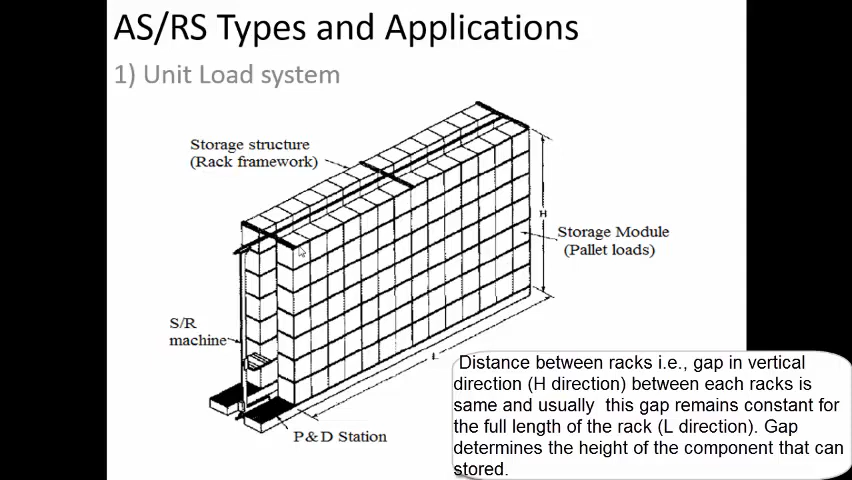 AS/RS Types and Applications
1) Unit Load system
Storage structure
(Rack framework)
H
Storage Module
(Pallet loads)
S/R
machine
L
P&D Station
Distance between racks i.e., gap in vertical
direction (H direction) between each racks is
same and usually this gap remains constant for
the full length of the rack (L direction). Gap
determines the height of the component that can
stored.